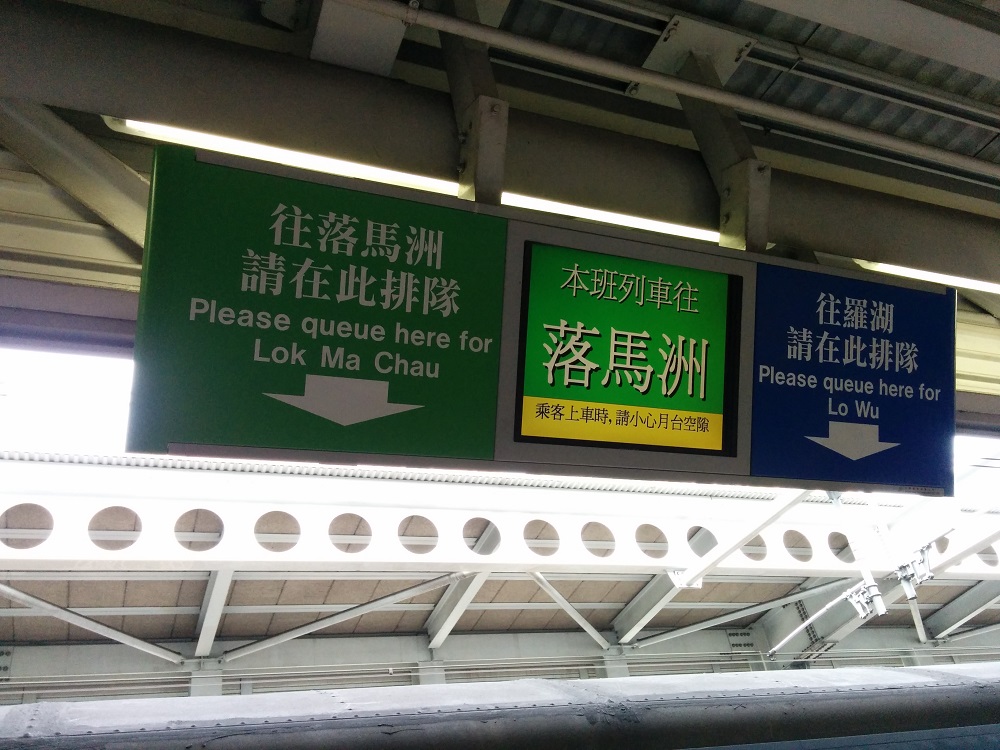 往落馬洲
請在此排隊
Please queue here for
Lok Ma Chau
本班列車往
落馬洲
乘客上車時,請小心月台空隙
往羅湖
請在此排隊
Please queue here for
Lo Wu